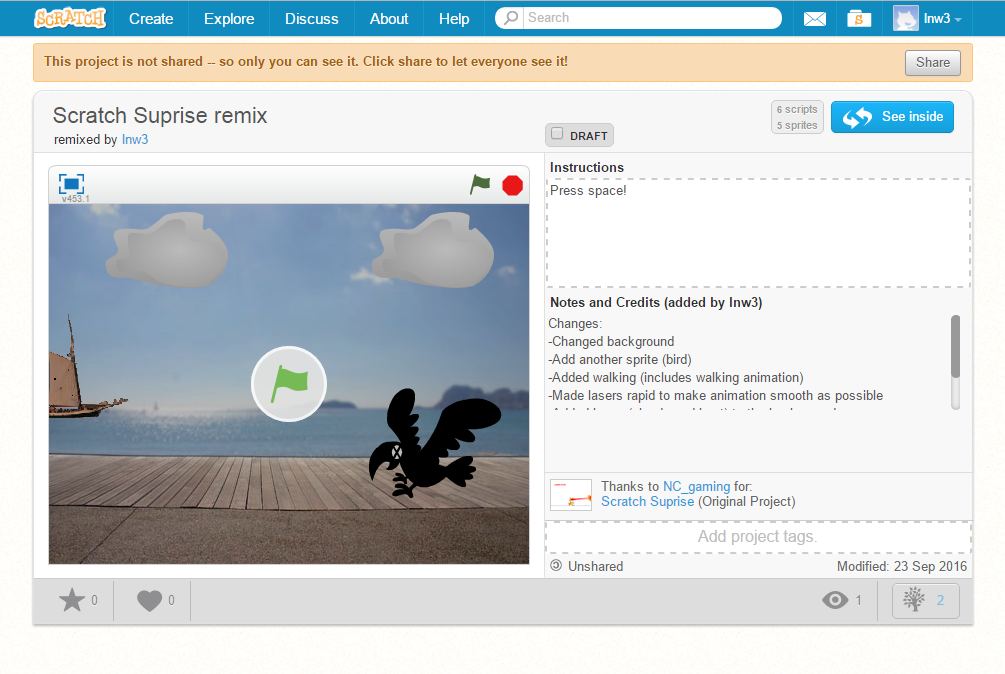 SCRATCH Create Explore Discuss About Help Search S lnw3
This project is not shared -- so only you can see it. Click share to let everyone see it! Share
Scratch Suprise remix
remixed by lnw3
DRAFT
6 scripts
5 sprites
See inside
v453.1
Instructions
Press space!
Notes and Credits (added by lnw3)
Changes:
-Changed background
-Add another sprite (bird)
-Added walking (includes walking animation)
-Made lasers rapid to make animation smooth as possible
Thanks to NC_gaming for:
Scratch Suprise (Original Project)
Add project tags.
Unshared Modified: 23 Sep 2016
0 0 1 2